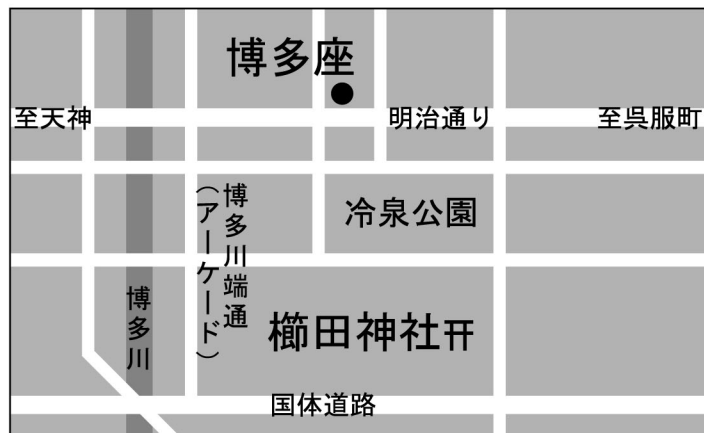 博多座
至天神
明治通り
至呉服町
博多川端通
（アーケード）
冷泉公園
博多川
櫛田神社
国体道路